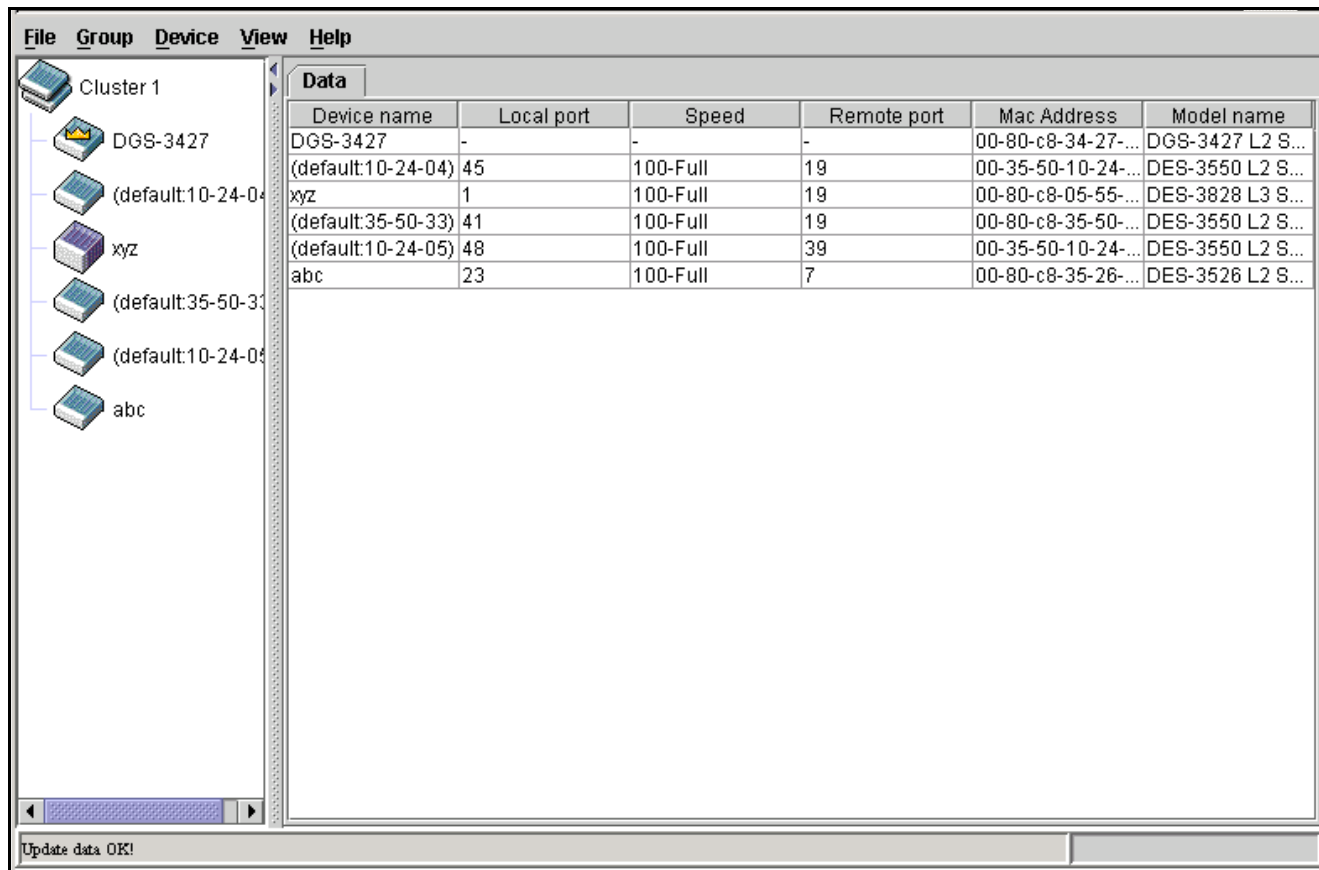 File Group Device View Help
Cluster 1
DGS-3427
(default:10-24-04
xyz
(default:35-50-33
(default:10-24-05
abc
Data
Device name Local port Speed Remote port Mac Address Model name
DGS-3427 - - - 00-80-c8-34-27-... DGS-3427 L2 S...
(default:10-24-04) 45 100-Full 19 00-35-50-10-24-... DES-3550 L2 S...
xyz 1 100-Full 19 00-80-c8-05-55-... DES-3828 L3 S...
(default:35-50-33) 41 100-Full 19 00-80-c8-35-50-... DES-3550 L2 S...
(default:10-24-05) 48 100-Full 39 00-35-50-10-24-... DES-3550 L2 S...
abc 23 100-Full 7 00-80-c8-35-26-... DES-3526 L2 S...
Update data OK!